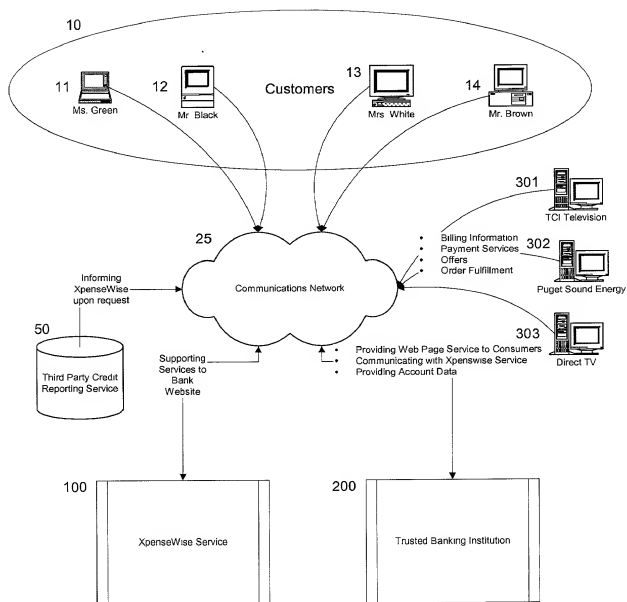 10
11
Ms. Green
12
Mr Black
Customers
13
Mrs White
14
Mr. Brown
25
Communications Network
301
TCI Television
• Billing Information
• Payment Services
• Offers
• Order Fulfillment
302
Puget Sound Energy
303
Direct TV
Informing
XpenseWise
upon request
50
Third Party Credit
Reporting Service
Supporting
Services to
Bank
Website
• Providing Web Page Service to Consumers
• Communicating with Xpenswise Service
• Providing Account Data
100
XpenseWise Service
200
Trusted Banking Institution